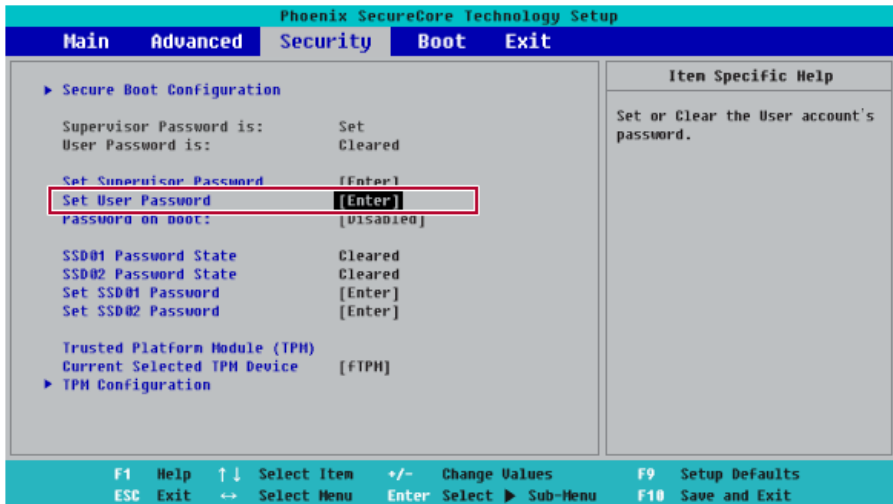 Phoenix SecureCore Technology Setup
Main Advanced Security Boot Exit
Item Specific Help
▶ Secure Boot Configuration
Set or Clear the User account's
password.
Supervisor Password is: Set
User Password is: Cleared
Set Supervisor Password [Enter]
Set User Password [Enter]
Password on boot: [Disabled]
SSD01 Password State Cleared
SSD02 Password State Cleared
Set SSD01 Password [Enter]
Set SSD02 Password [Enter]
Trusted Platform Module (TPM)
Current Selected TPM Device [fTPM]
▶ TPM Configuration
F1 Help ↑↓ Select Item +/- Change Values F9 Setup Defaults
ESC Exit ↔ Select Menu Enter Select ▶ Sub-Menu F10 Save and Exit